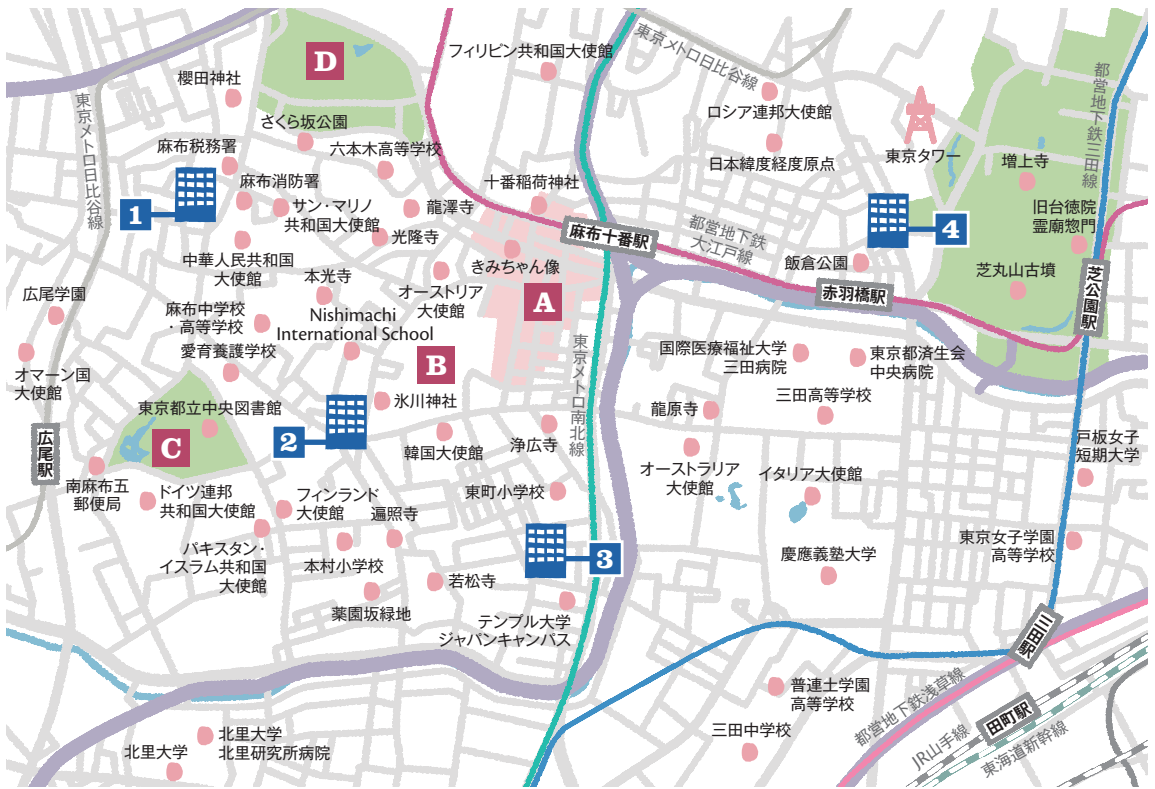 D
フィリピン共和国大使館
東京メトロ日比谷線
櫻田神社
ロシア連邦大使館
都営地下鉄三田線
東京メトロ日比谷線
さくら坂公園
麻布税務署
六本木高等学校
日本緯度経度原点
東京タワー
増上寺
麻布消防署
十番稲荷神社
1
サン・マリノ
共和国大使館
龍澤寺
旧台徳院
霊廟惣門
麻布十番駅
都営地下鉄
大江戸線
4
光隆寺
中華人民共和国
大使館
きみちゃん像
飯倉公園
芝丸山古墳
芝公園駅
本光寺
オーストリア
大使館
A
赤羽橋駅
広尾学園
麻布中学校
・高等学校
Nishimachi
International School
愛育養護学校
B
東京メトロ南北線
国際医療福祉大学
三田病院
東京都済生会
中央病院
オマーン国
大使館
三田高等学校
東京都立中央図書館
氷川神社
龍原寺
広尾駅
C
2
韓国大使館
浄広寺
戸板女子
短期大学
オーストラリア
大使館
イタリア大使館
南麻布五
郵便局
ドイツ連邦
共和国大使館
フィンランド
大使館
遍照寺
東町小学校
パキスタン・
イスラム共和国
大使館
本村小学校
3
慶應義塾大学
東京女子学園
高等学校
若松寺
薬園坂緑地
テンプル大学
ジャパンキャンパス
三田駅
普連土学園
高等学校
都営地下鉄浅草線
田町駅
三田中学校
JR山手線
東海道新幹線
北里大学
北里大学
北里研究所病院